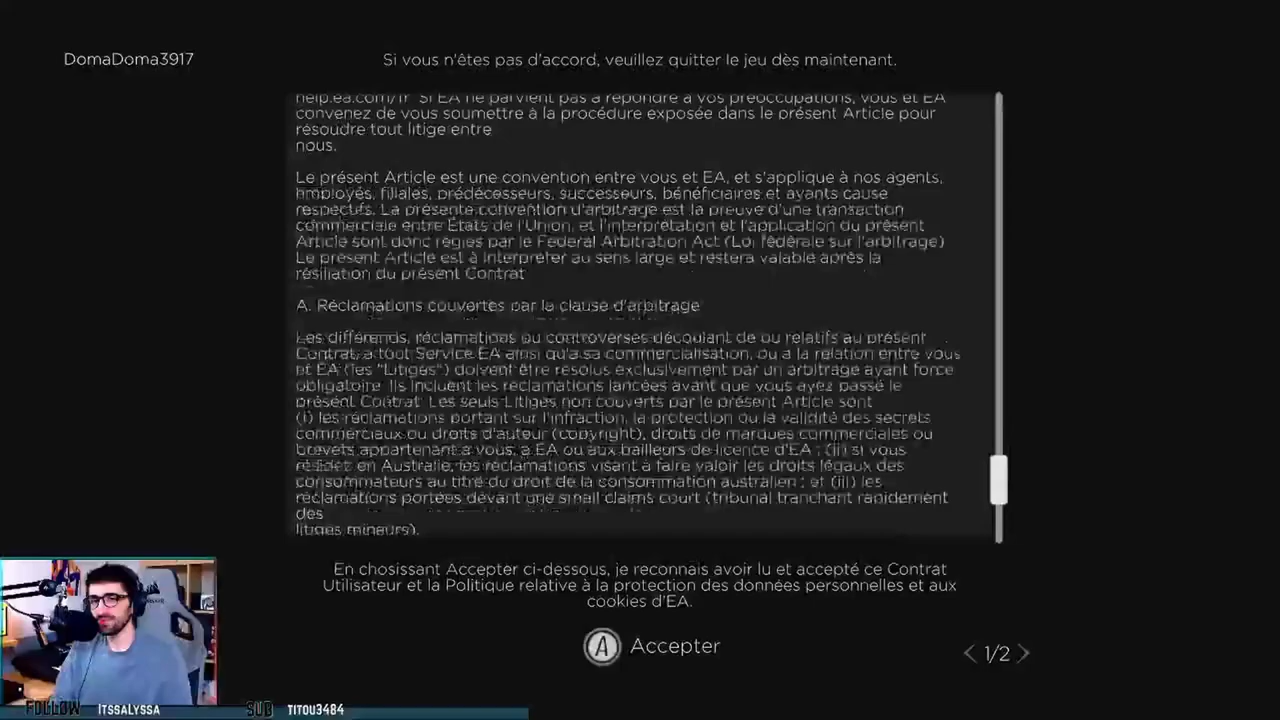 DomaDoma3917
Si vous n'êtes pas d'accord, veuillez quitter le jeu dès maintenant.
help.ea.com/fr Si EA ne parvient pas à répondre à vos préoccupations, vous et EA
convenez de vous soumettre à la procédure exposée dans le présent Article pour
résoudre tout litige entre
nous.
Le présent Article est une convention entre vous et EA, et s'applique à nos agents,
employés, filiales, prédécesseurs, successeurs, bénéficiaires et ayants cause
respectifs. La présente convention d'arbitrage est la preuve d'une transaction
commerciale entre États de l'Union, et l'interprétation et l'application du présent
Article sont donc régies par le Federal Arbitration Act (Loi fédérale sur l'arbitrage)
Le présent Article est à interpréter au sens large et restera valable après la
résiliation du présent Contrat
A. Réclamations couvertes par la clause d'arbitrage
Les différends, réclamations ou controverses découlant de ou relatifs au présent
Contrat, à tout Service EA ainsi qu'à sa commercialisation, ou à la relation entre vous
et EA (les "Litiges") doivent être résolus exclusivement par un arbitrage ayant force
obligatoire. Ils incluent les réclamations lancées avant que vous ayez passé le
présent Contrat. Les seuls Litiges non couverts par le présent Article sont
(i) les réclamations portant sur l'infraction, la protection ou la validité des secrets
commerciaux ou droits d'auteur (copyright), droits de marques commerciales ou
brevets appartenant à vous, à EA ou aux bailleurs de licence d'EA ; (ii) si vous
résidez en Australie, les réclamations visant à faire valoir les droits légaux des
consommateurs au titre du droit de la consommation australien ; et (iii) les
réclamations portées devant une small claims court (tribunal tranchant rapidement
des
litiges mineurs).
En chosissant Accepter ci-dessous, je reconnais avoir lu et accepté ce Contrat
Utilisateur et la Politique relative à la protection des données personnelles et aux
cookies d'EA.
A Accepter
1/2
FOLLOW ITSSALYSSA SUB TITOU3484